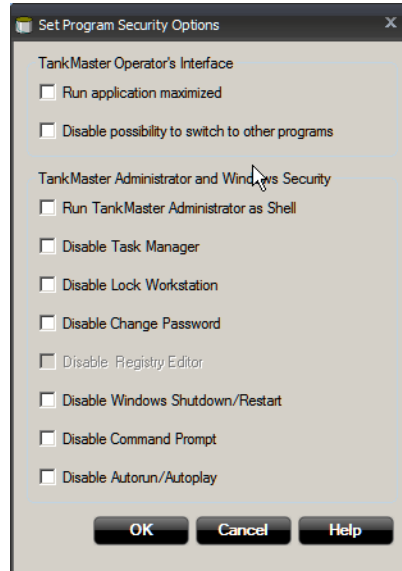 Set Program Security Options
x
TankMaster Operator's Interface
Run application maximized
Disable possibility to switch to other programs
TankMaster Administrator and Windows Security
Run TankMaster Administrator as Shell
Disable Task Manager
Disable Lock Workstation
Disable Change Password
Disable Registry Editor
Disable Windows Shutdown/Restart
Disable Command Prompt
Disable Autorun/Autoplay
OK Cancel Help